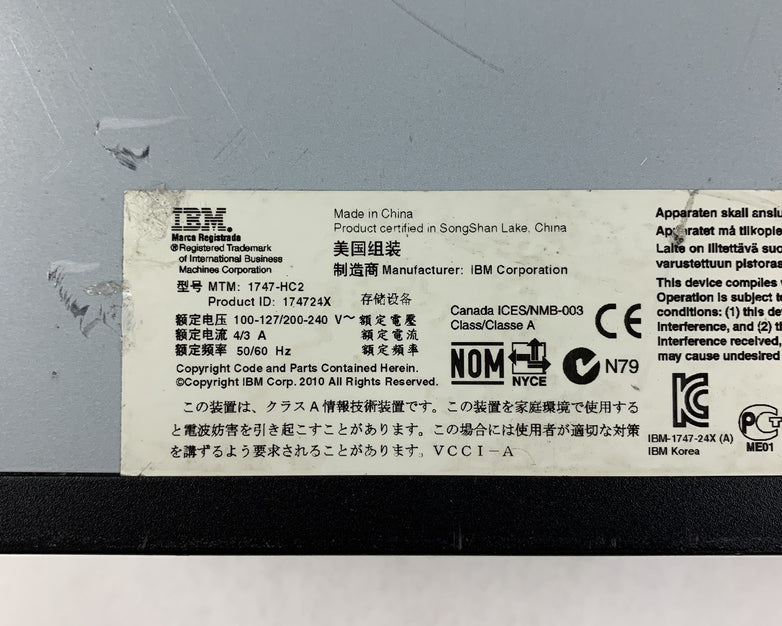 IBM.
Marca Registrada
®Registered Trademark
of International Business
Machines Corporation
Made in China
Product certified in SongShan Lake, China
美国组装
制造商 Manufacturer: IBM Corporation
型号 MTM: 1747-HC2
Product ID: 174724X 存储设备
额定电压 100-127/200-240 V~ 額定電壓
额定电流 4/3 A 額定電流
额定频率 50/60 Hz 額定頻率
Copyright Code and Parts Contained Herein.
©Copyright IBM Corp. 2010 All Rights Reserved.
Canada ICES/NMB-003
Class/Classe A
CE
NOM
NYCE
N79
この装置は、クラスA情報技術装置です。この装置を家庭環境で使用する
と電波妨害を引き起こすことがあります。この場合には使用者が適切な対策
を講ずるよう要求されることがあります。VCCI-A
Apparaten skall anslu
Apparatet må tilkople
Laite on liitettävä suo
varustettuun pistoras
This device complies
Operation is subject t
conditions: (1) this de
interference, and (2) t
interference received,
may cause undesired
IBM-1747-24X (A)
IBM Korea
ME01